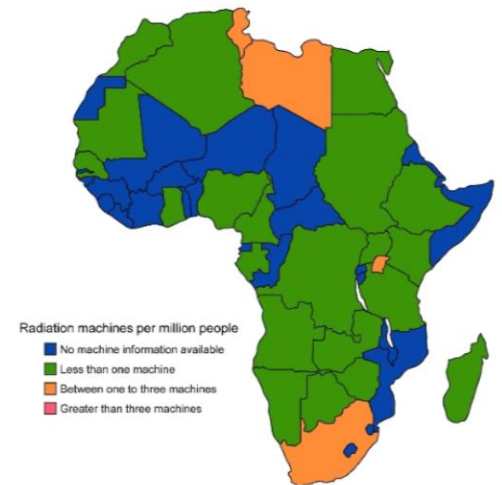 Radiation machines per million people
No machine information available
Less than one machine
Between one to three machines
Greater than three machines